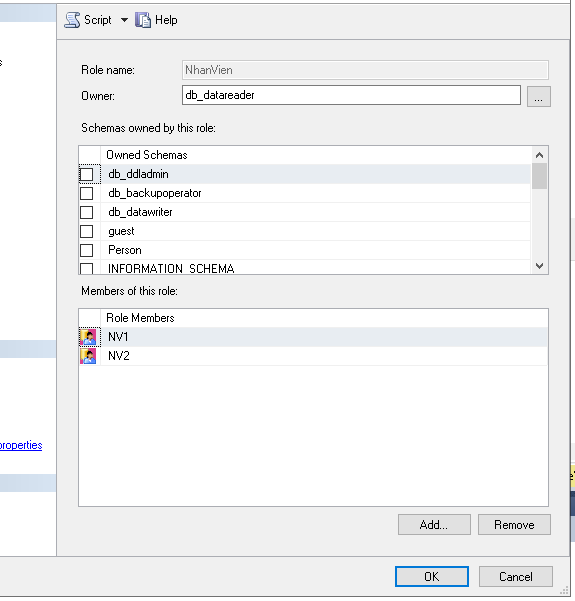 Script Help
Role name: NhanVien
Owner: db_datareader ...
Schemas owned by this role:
Owned Schemas
db_ddladmin
db_backupoperator
db_datawriter
guest
Person
INFORMATION_SCHEMA
Members of this role:
Role Members
NV1
NV2
properties
Add... Remove
OK Cancel